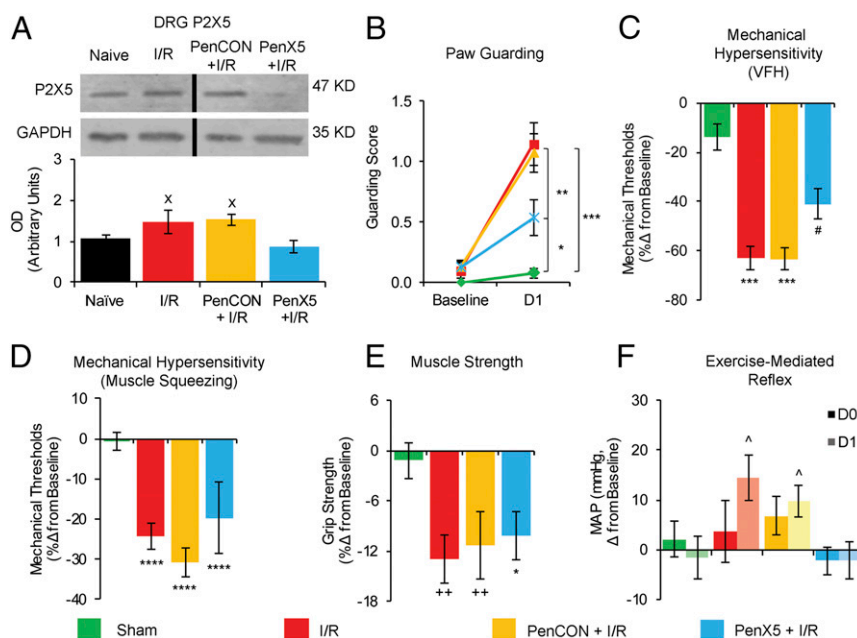 A
DRG P2X5
Naive
I/R
PenCON
+I/R
PenX5
+I/R
P2X5
47 KD
GAPDH
35 KD
OD
(Arbitrary Units)
3
2
1
0
X
X
Naïve
I/R
PenCON
+ I/R
PenX5
+I/R
B
Paw Guarding
Guarding Score
1.5
1.0
0.5
0.0
**
*
***
Baseline
D1
C
Mechanical
Hypersensitivity
(VFH)
Mechanical Thresholds
(%Δ from Baseline)
0
-20
-40
-60
-80
***
***
#
D
Mechanical Hypersensitivity
(Muscle Squeezing)
Mechanical Thresholds
(%Δ from Baseline)
10
0
-10
-20
-30
-40
****
****
****
E
Muscle Strength
Grip Strength
(%Δ from Baseline)
6
0
-6
-12
-18
++
++
*
F
Exercise-Mediated
Reflex
MAP (mmHg,
Δ from Baseline)
30
20
10
0
-10
^
^
D0
D1
Sham
I/R
PenCON + I/R
PenX5 + I/R